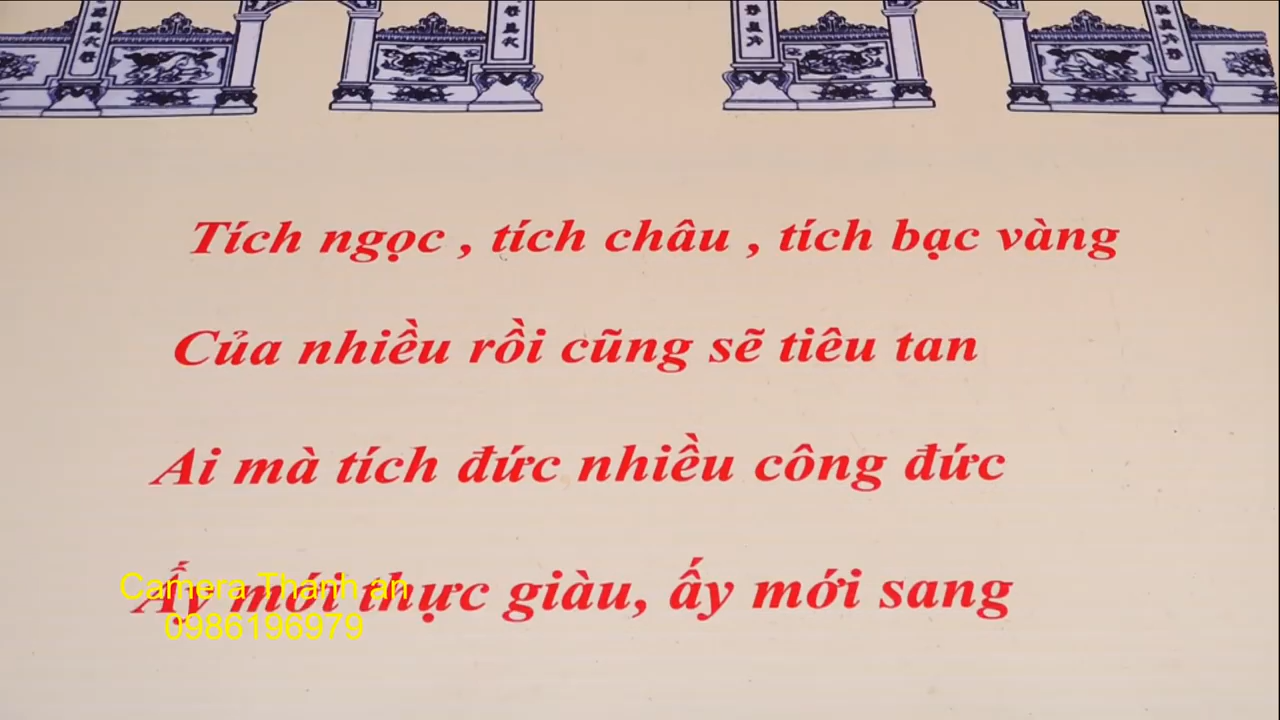 Tích ngọc , tích châu , tích bạc vàng
Của nhiều rồi cũng sẽ tiêu tan
Ai mà tích đức nhiều công đức
Ấy mới thực giàu, ấy mới sang
Camera Thanh an
0986196979